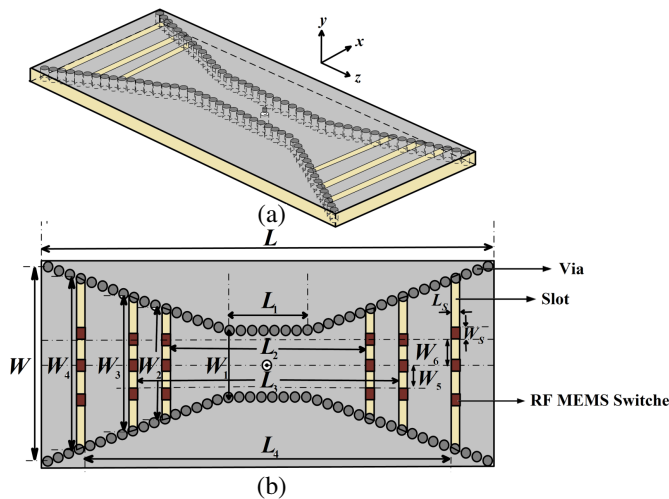 y
x
z
(a)
L
Via
L1
LS
Slot
WS
W6
L2
W W4 W3 W2 W1
L3
W5
RF MEMS Switche
L4
(b)